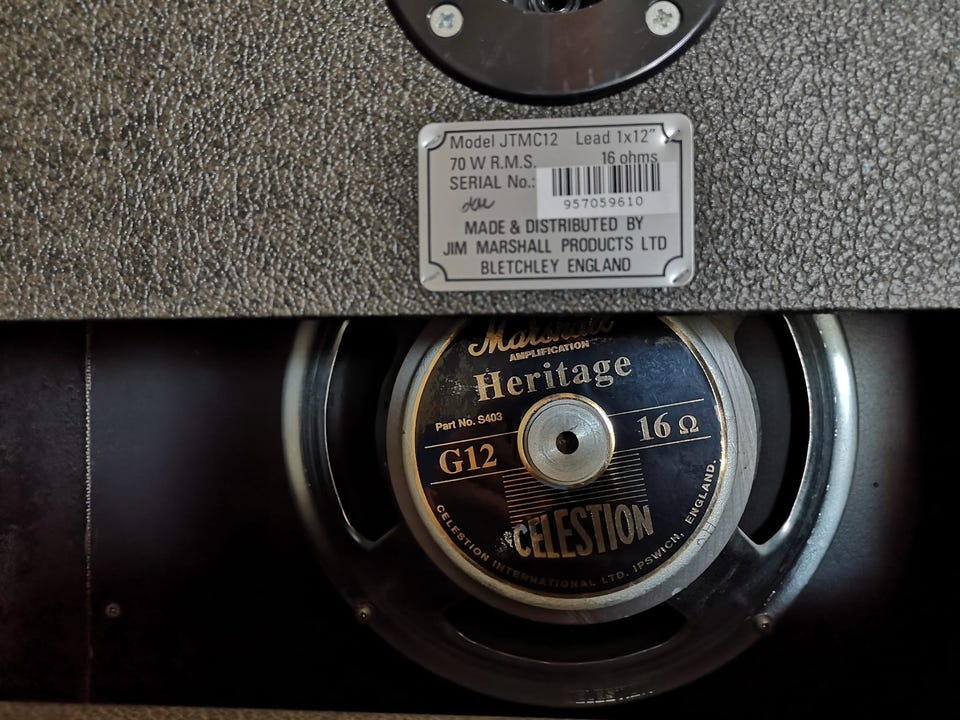 Model JTMC12 Lead 1x12"
70 W R.M.S. 16 ohms
SERIAL No.:
957059610
MADE & DISTRIBUTED BY
JIM MARSHALL PRODUCTS LTD
BLETCHLEY ENGLAND
Marshall
AMPLIFICATION
Heritage
Part No. S403
G12 16 Ω
CELESTION
CELESTION INTERNATIONAL LTD. IPSWICH, ENGLAND.